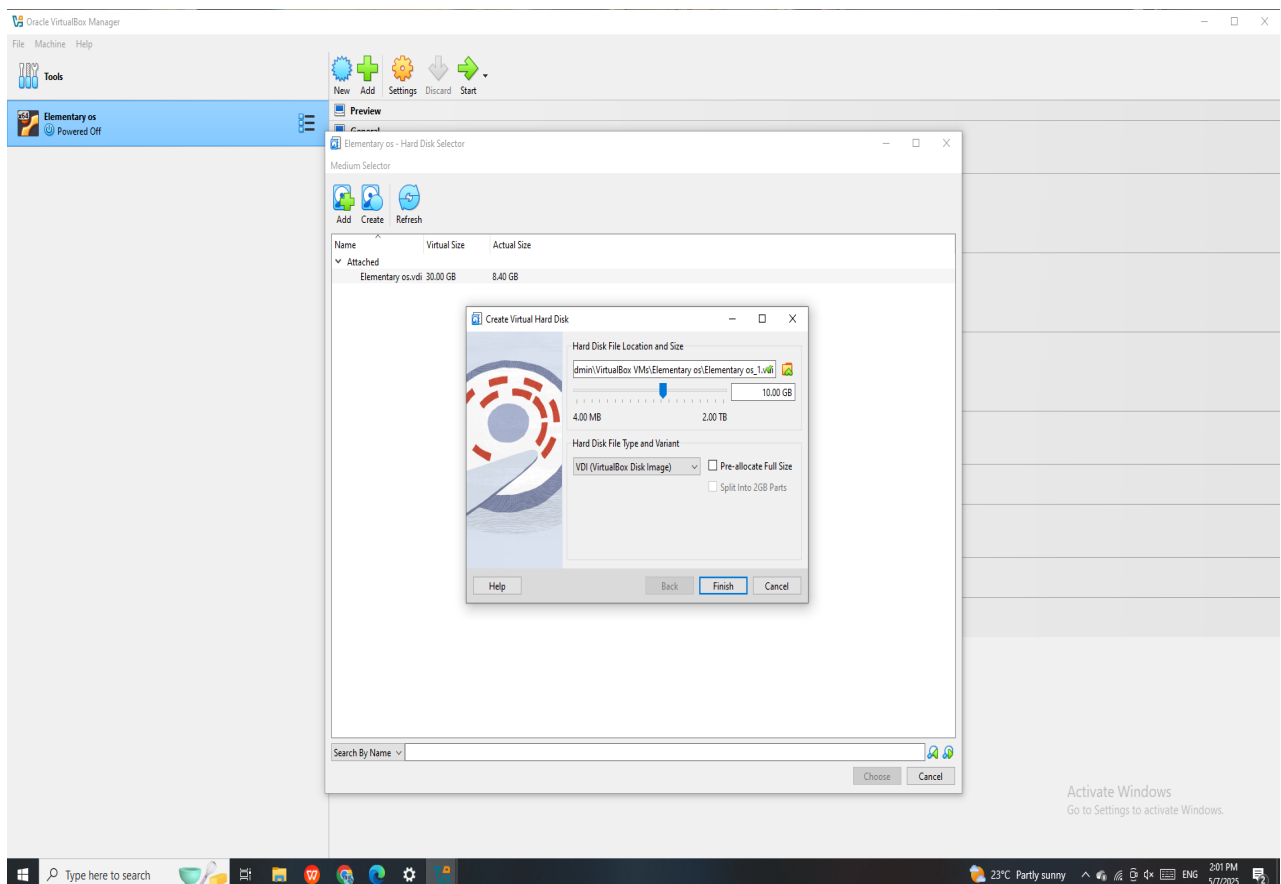 Oracle VirtualBox Manager
File Machine Help
Tools
New Add Settings Discard Start
x64 Elementary os
Powered Off
Preview
General
Elementary os - Hard Disk Selector
Medium Selector
Add Create Refresh
Name Virtual Size Actual Size
Attached
Elementary os.vdi 30.00 GB 8.40 GB
Create Virtual Hard Disk
Hard Disk File Location and Size
dmin\VirtualBox VMs\Elementary os\Elementary os_1.vdi
10.00 GB
4.00 MB 2.00 TB
Hard Disk File Type and Variant
VDI (VirtualBox Disk Image) Pre-allocate Full Size
Split Into 2GB Parts
Help Back Finish Cancel
Search By Name
Choose Cancel
Activate Windows
Go to Settings to activate Windows.
Type here to search
23°C Partly sunny ENG 2:01 PM
5/7/2025